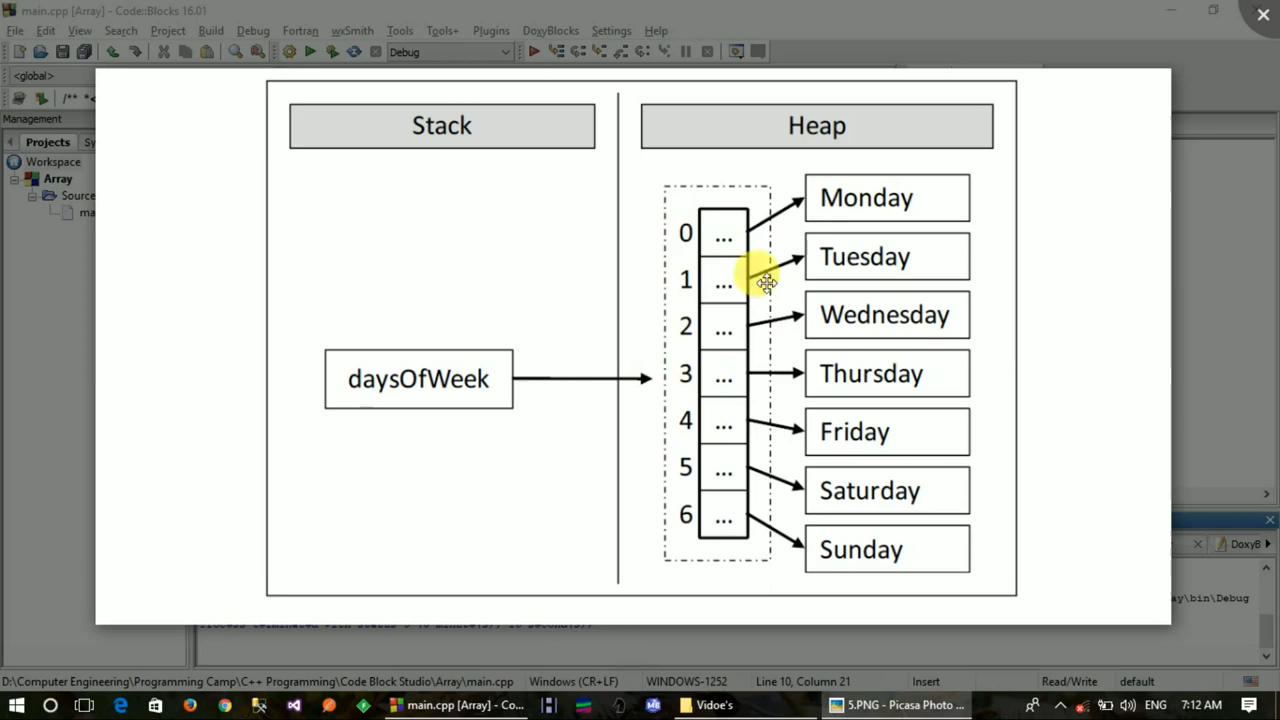 main.cpp [Array] - Code::Blocks 16.01
File Edit View Search Project Build Debug Fortran wxSmith Tools Tools+ Plugins DoxyBlocks Settings Help
Debug
<global>
/**
Management
Projects
Workspace
Array
Stack
Heap
0 ... Monday
1 ... Tuesday
2 ... Wednesday
daysOfWeek
3 ... Thursday
4 ... Friday
5 ... Saturday
6 ... Sunday
D:\Computer Engineering\Programming Camp\C++ Programming\Code Block Studio\Array\main.cpp Windows (CR+LF) WINDOWS-1252 Line 10, Column 21 Insert Read/Write default
main.cpp [Array] - Co... Vidoe's 5.PNG - Picasa Photo ... ENG 7:12 AM